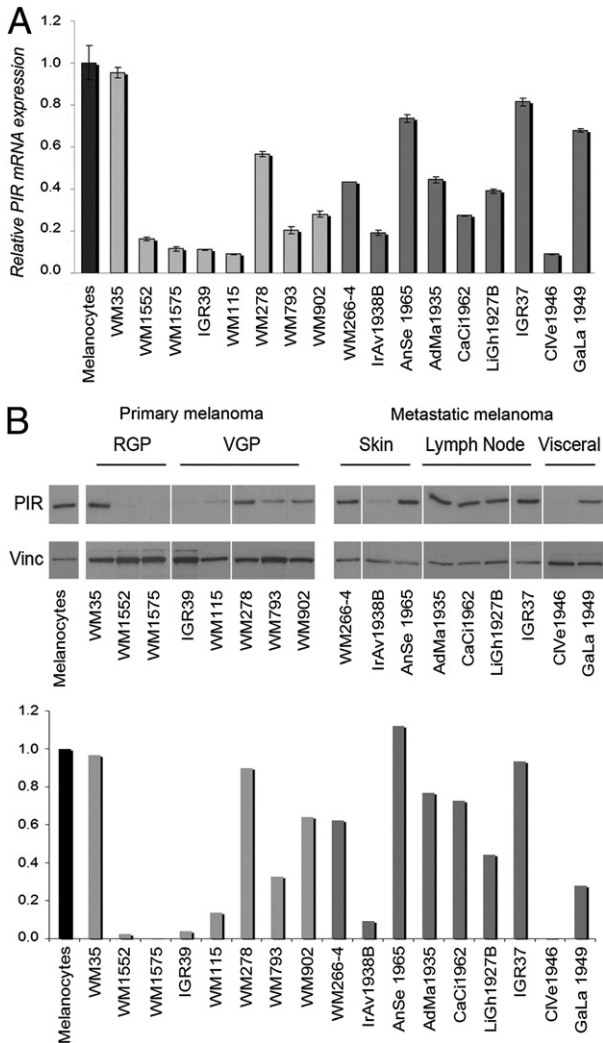 A
Relative PIR mRNA expression
1.2
1.0
0.8
0.6
0.4
0.2
0.0
Melanocytes
WM35
WM1552
WM1575
IGR39
WM115
WM278
WM793
WM902
WM266-4
IrAv1938B
AnSe 1965
AdMa1935
CaCi1962
LiGh1927B
IGR37
ClVe1946
GaLa 1949
B
Primary melanoma
Metastatic melanoma
RGP
VGP
Skin
Lymph Node
Visceral
PIR
Vinc
Melanocytes
WM35
WM1552
WM1575
IGR39
WM115
WM278
WM793
WM902
WM266-4
IrAv1938B
AnSe 1965
AdMa1935
CaCi1962
LiGh1927B
IGR37
ClVe1946
GaLa 1949
1.2
1.0
0.8
0.6
0.4
0.2
0.0
Melanocytes
WM35
WM1552
WM1575
IGR39
WM115
WM278
WM793
WM902
WM266-4
IrAv1938B
AnSe 1965
AdMa1935
CaCi1962
LiGh1927B
IGR37
ClVe1946
GaLa 1949